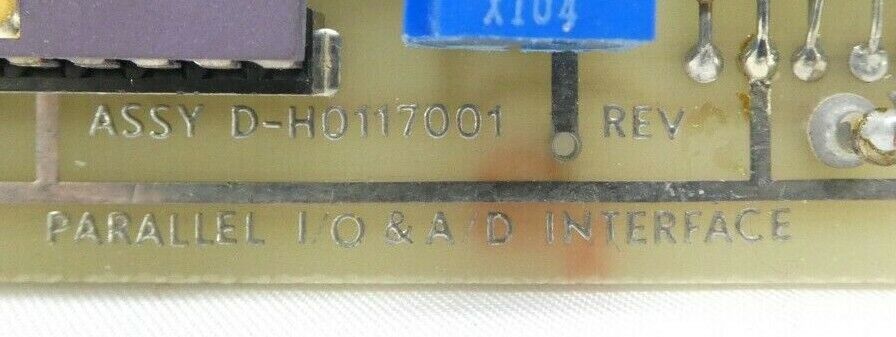 X104
ASSY D-H0117001 REV
PARALLEL I/O & A/D INTERFACE